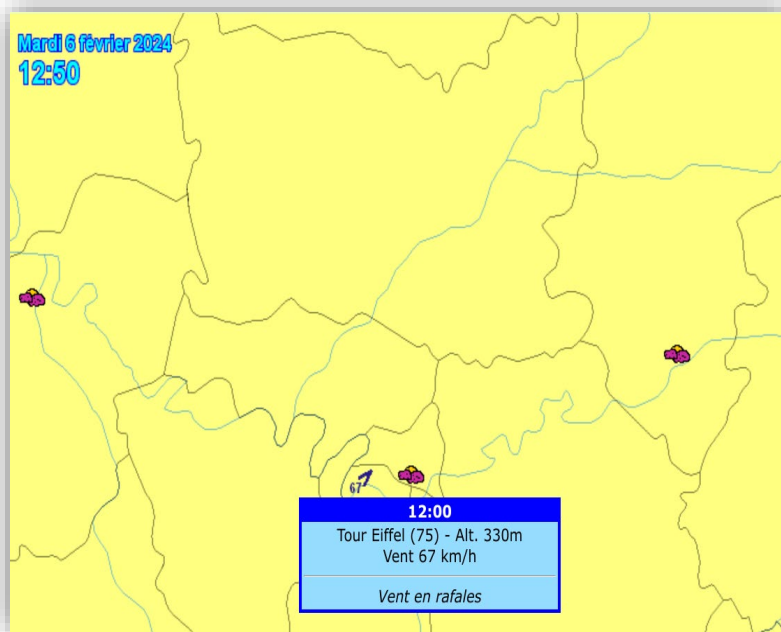 Mardi 6 février 2024
12:50
67
12:00
Tour Eiffel (75) - Alt. 330m
Vent 67 km/h
Vent en rafales